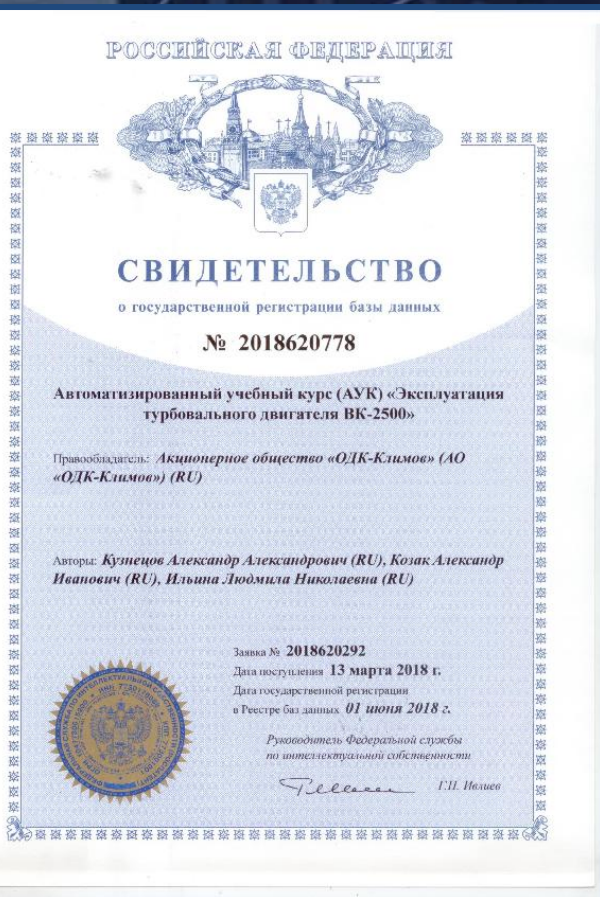 РОССИЙСКАЯ ФЕДЕРАЦИЯ
СВИДЕТЕЛЬСТВО
о государственной регистрации базы данных
№ 2018620778
Автоматизированный учебный курс (АУК) «Эксплуатация
турбовального двигателя ВК-2500»
Правообладатель: Акционерное общество «ОДК-Климов» (АО
«ОДК-Климов») (RU)
Авторы: Кузнецов Александр Александрович (RU), Козак Александр
Иванович (RU), Ильина Людмила Николаевна (RU)
Заявка № 2018620292
Дата поступления 13 марта 2018 г.
Дата государственной регистрации
в Реестре баз данных 01 июня 2018 г.
Руководитель Федеральной службы
по интеллектуальной собственности
Г.П. Ивлиев